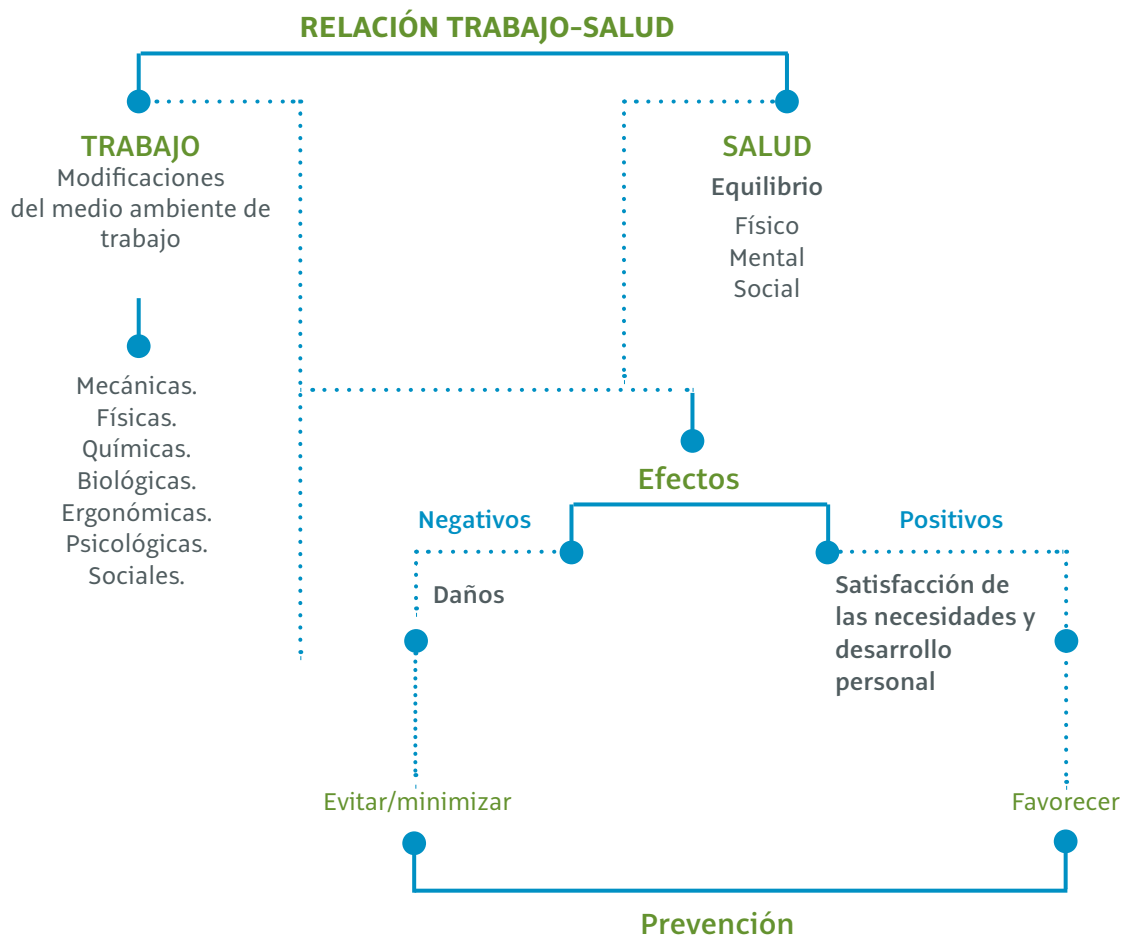 RELACIÓN TRABAJO-SALUD
TRABAJO
Modificaciones
del medio ambiente de
trabajo
Mecánicas.
Físicas.
Químicas.
Biológicas.
Ergonómicas.
Psicológicas.
Sociales.
SALUD
Equilibrio
Físico
Mental
Social
Efectos
Negativos
Daños
Positivos
Satisfacción de
las necesidades y
desarrollo
personal
Evitar/minimizar
Favorecer
Prevención